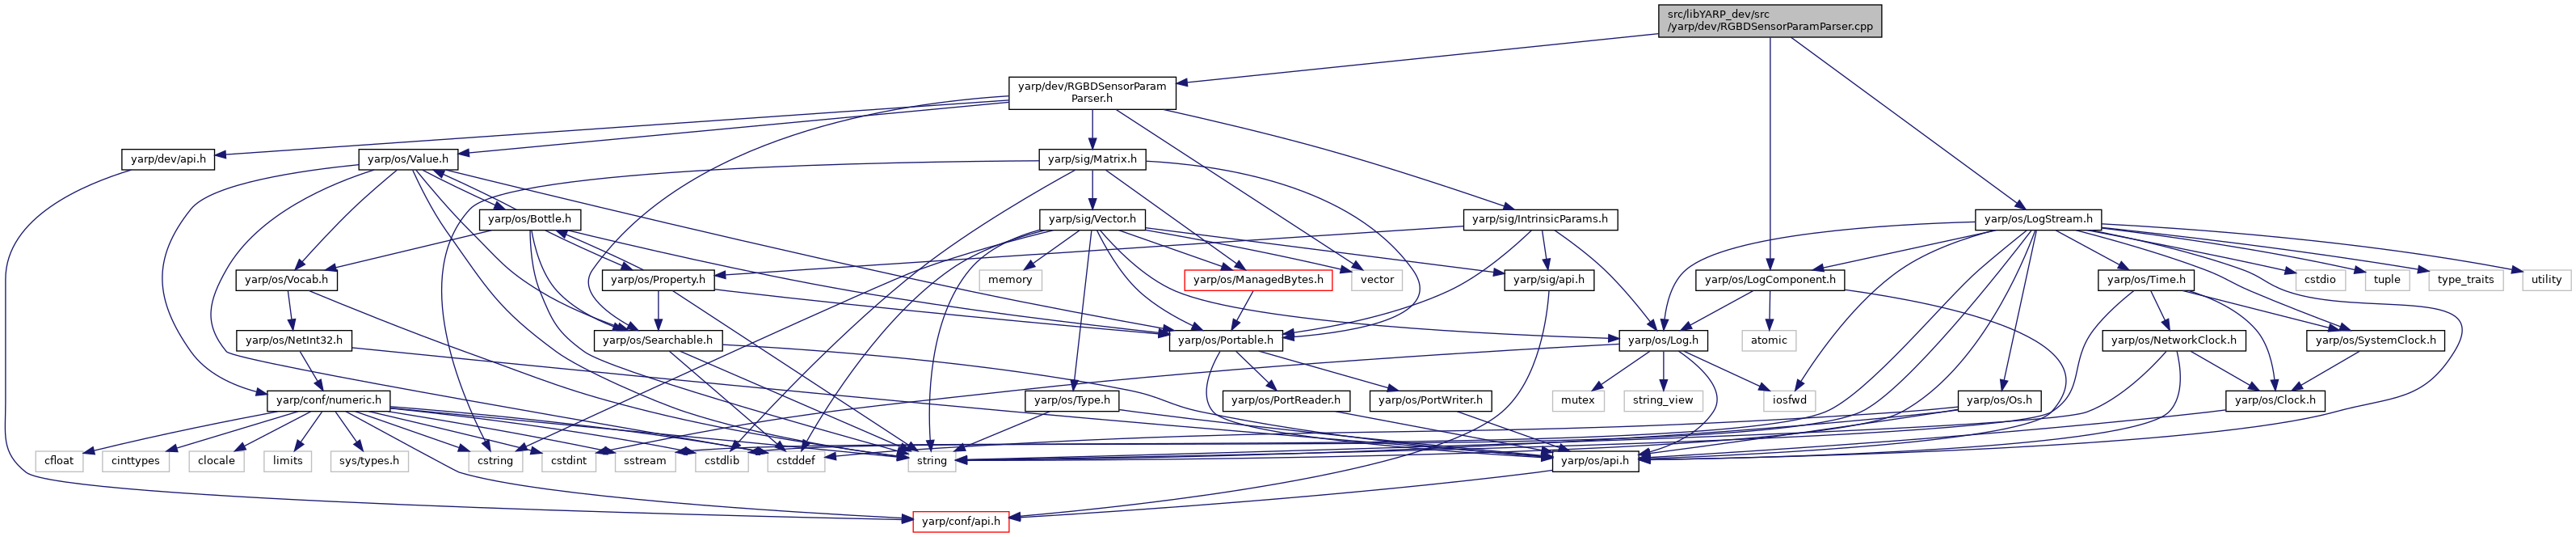 src/libYARP_dev/src
/yarp/dev/RGBDSensorParamParser.cpp
yarp/dev/RGBDSensorParam
Parser.h
yarp/dev/api.h
yarp/os/Value.h
yarp/sig/Matrix.h
yarp/os/Bottle.h
yarp/sig/Vector.h
yarp/sig/IntrinsicParams.h
yarp/os/LogStream.h
yarp/os/Vocab.h
yarp/os/Property.h
memory
yarp/os/ManagedBytes.h
vector
yarp/sig/api.h
yarp/os/LogComponent.h
yarp/os/Time.h
cstdio
tuple
type_traits
utility
yarp/os/NetInt32.h
yarp/os/Searchable.h
yarp/os/Portable.h
yarp/os/Log.h
atomic
yarp/os/NetworkClock.h
yarp/os/SystemClock.h
yarp/conf/numeric.h
yarp/os/Type.h
yarp/os/PortReader.h
yarp/os/PortWriter.h
mutex
string_view
iosfwd
yarp/os/Os.h
yarp/os/Clock.h
cfloat
cinttypes
clocale
limits
sys/types.h
cstring
cstdint
sstream
cstdlib
cstddef
string
yarp/os/api.h
yarp/conf/api.h